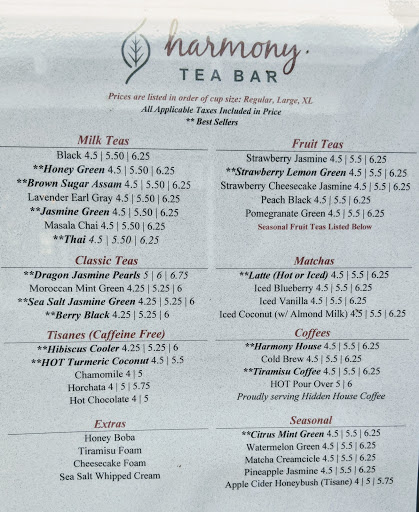 harmony.
TEA BAR
Prices are listed in order of cup size: Regular, Large, XL
All Applicable Taxes Included in Price
** Best Sellers
Milk Teas
Black 4.5 | 5.50 | 6.25
**Honey Green 4.5 | 5.50 | 6.25
**Brown Sugar Assam 4.5 | 5.50 | 6.25
Lavender Earl Gray 4.5 | 5.50 | 6.25
**Jasmine Green 4.5 | 5.50 | 6.25
Masala Chai 4.5 | 5.50 | 6.25
**Thai 4.5 | 5.50 | 6.25
Classic Teas
**Dragon Jasmine Pearls 5 | 6 | 6.75
Moroccan Mint Green 4.25 | 5.25 | 6
**Sea Salt Jasmine Green 4.25 | 5.25 | 6
**Berry Black 4.25 | 5.25 | 6
Tisanes (Caffeine Free)
**Hibiscus Cooler 4.25 | 5.25 | 6
**HOT Turmeric Coconut 4.5 | 5.5
Chamomile 4 | 5
Horchata 4 | 5 | 5.75
Hot Chocolate 4 | 5
Extras
Honey Boba
Tiramisu Foam
Cheesecake Foam
Sea Salt Whipped Cream
Fruit Teas
Strawberry Jasmine 4.5 | 5.5 | 6.25
**Strawberry Lemon Green 4.5 | 5.5 | 6.25
Strawberry Cheesecake Jasmine 4.5 | 5.5 | 6.25
Peach Black 4.5 | 5.5 | 6.25
Pomegranate Green 4.5 | 5.5 | 6.25
Seasonal Fruit Teas Listed Below
Matchas
**Latte (Hot or Iced) 4.5 | 5.5 | 6.25
Iced Blueberry 4.5 | 5.5 | 6.25
Iced Vanilla 4.5 | 5.5 | 6.25
Iced Coconut (w/ Almond Milk) 4.5 | 5.5 | 6.25
Coffees
**Harmony House 4.5 | 5.5 | 6.25
Cold Brew 4.5 | 5.5 | 6.25
**Tiramisu Coffee 4.5 | 5.5 | 6.25
HOT Pour Over 5 | 6
Proudly serving Hidden House Coffee
Seasonal
**Citrus Mint Green 4.5 | 5.5 | 6.25
Watermelon Green 4.5 | 5.5 | 6.25
Matcha Creamcicle 4.5 | 5.5 | 6.25
Pineapple Jasmine 4.5 | 5.5 | 6.25
Apple Cider Honeybush (Tisane) 4 | 5 | 5.75